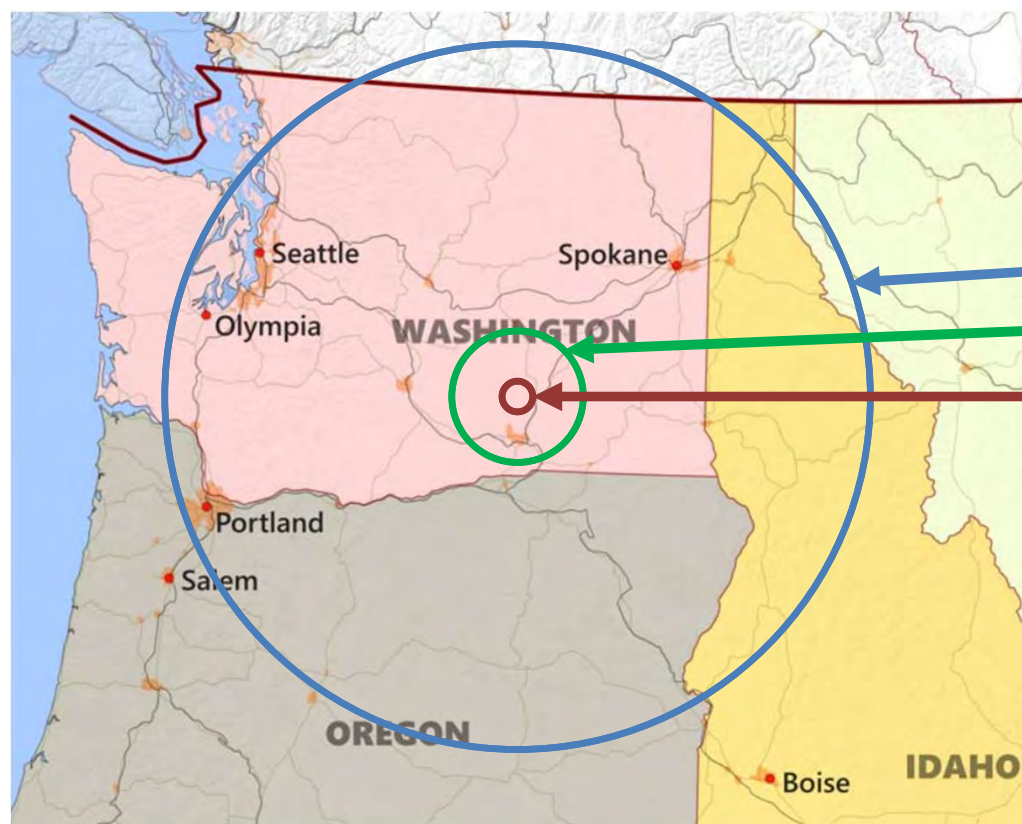 Seattle
Spokane
Olympia
WASHINGTON
Portland
Salem
OREGON
IDAHO
Boise